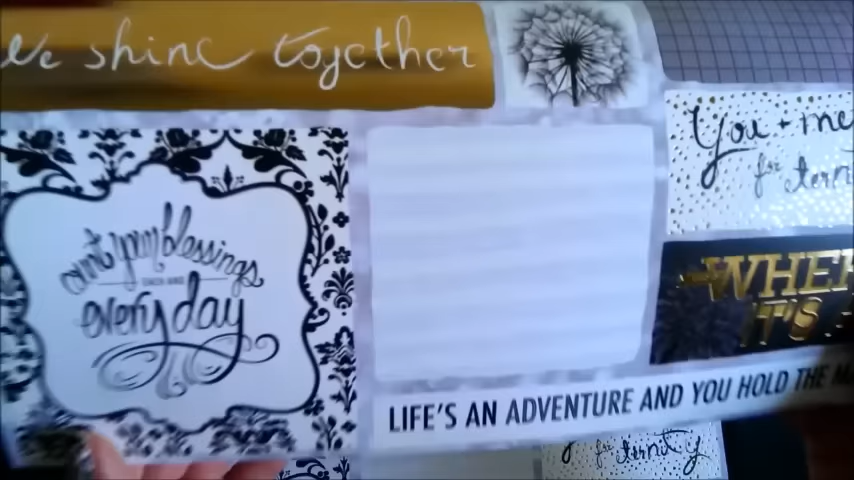 we shine together
You + me
for eternity
count your blessings
EACH AND
every day
WHEN
IT'S
LIFE'S AN ADVENTURE AND YOU HOLD THE
for eternity